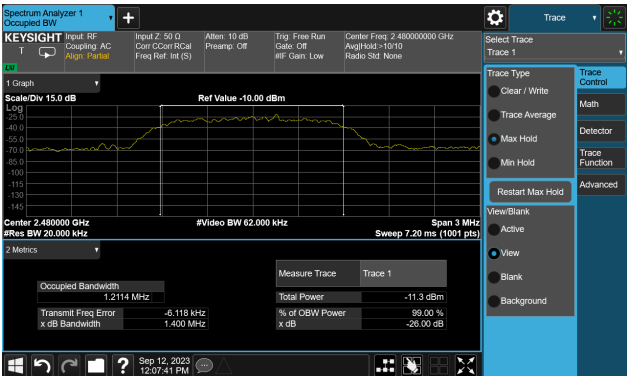 Spectrum Analyzer 1
Occupied BW
Trace
KEYSIGHT
Input: RF
Coupling: AC
Align: Partial
Input Z: 50 Ω
Corr CCorr RCal
Freq Ref: Int (S)
Atten: 10 dB
Preamp: Off
Trig: Free Run
Gate: Off
#IF Gain: Low
Center Freq: 2.480000000 GHz
Avg|Hold:>10/10
Radio Std: None
T
LXI
Select Trace
Trace 1
1 Graph
Scale/Div 15.0 dB
Ref Value -10.00 dBm
Log
-25.0
-40.0
-55.0
-70.0
-85.0
-100
-115
-130
-145
Center 2.480000 GHz
#Video BW 62.000 kHz
Span 3 MHz
#Res BW 20.000 kHz
Sweep 7.20 ms (1001 pts)
2 Metrics
Measure Trace
Trace 1
Occupied Bandwidth
1.2114 MHz
Total Power
-11.3 dBm
Transmit Freq Error
-6.118 kHz
% of OBW Power
99.00 %
x dB Bandwidth
1.400 MHz
x dB
-26.00 dB
Trace Type
Clear / Write
Trace Average
Max Hold
Min Hold
Restart Max Hold
View/Blank
Active
View
Blank
Background
Trace
Control
Math
Detector
Trace
Function
Advanced
?
Sep 12, 2023
12:07:41 PM